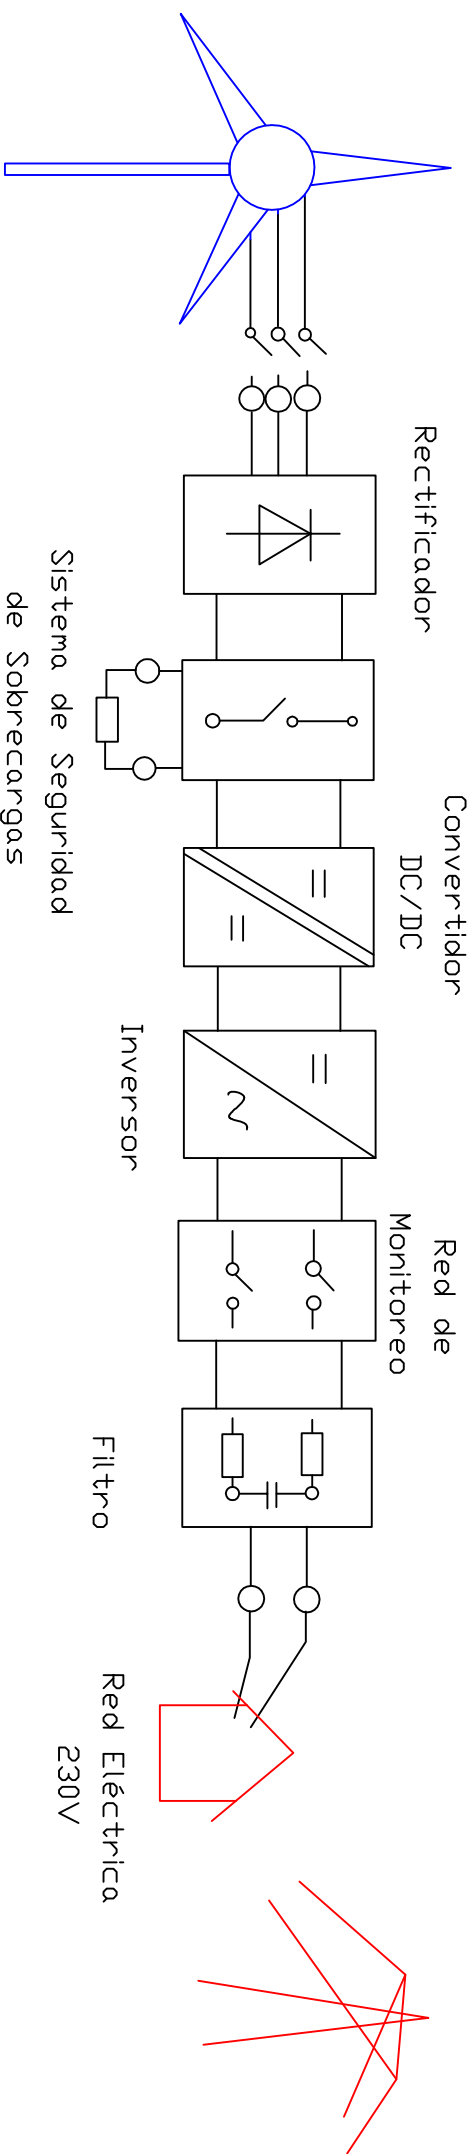 Rectificador
Sistema de Seguridad
de Sobrecargas
Convertidor
DC/DC
Inversor
Red de
Monitoreo
Filtro
Red Eléctrica
230V